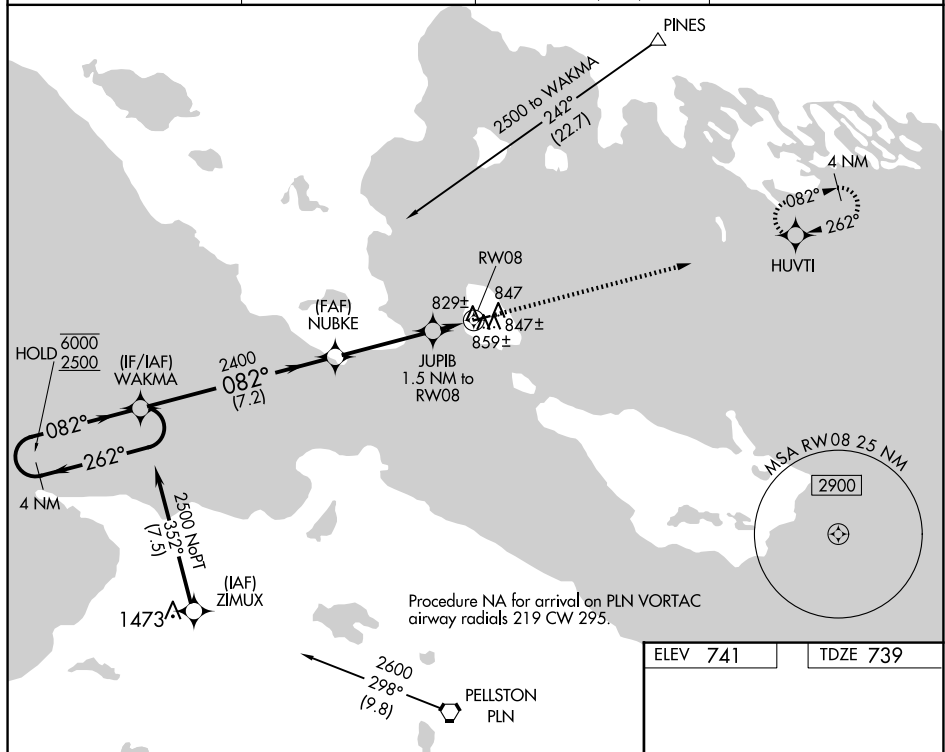 PINES
2500 to WAKMA
242°
(22.7)
4 NM
082°
262°
HUVTI
RW08
829±
847
847±
859±
(FAF)
NUBKE
JUPIB
1.5 NM to
RW08
HOLD 6000
2500
(IF/IAF)
WAKMA
2400
082°
(7.2)
082°
262°
4 NM
2500 NoPT
352°
(7.5)
(IAF)
ZIMUX
1473
MSA RW08 25 NM
2900
Procedure NA for arrival on PLN VORTAC
airway radials 219 CW 295.
2600
298°
(9.8)
PELLSTON
PLN
ELEV 741
TDZE 739